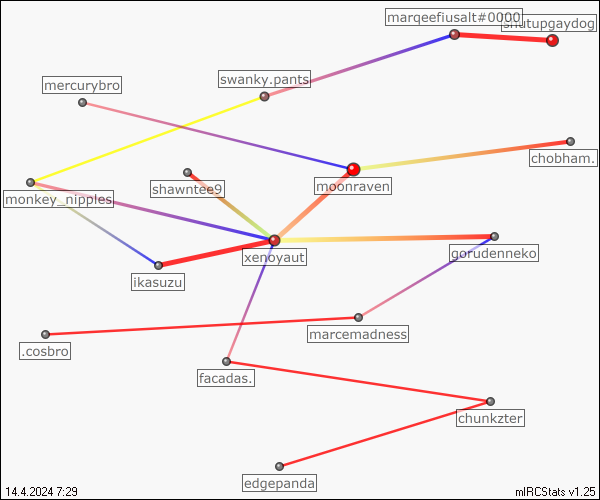 marqeefiusalt#0000
shutupgaydog
swanky.pants
mercurybro
chobham.
moonraven
shawntee9
monkey_nipples
gorudenneko
xenoyaut
ikasuzu
marcemadness
.cosbro
facadas.
chunkzter
edgepanda
14.4.2024 7:29
mIRCStats v1.25